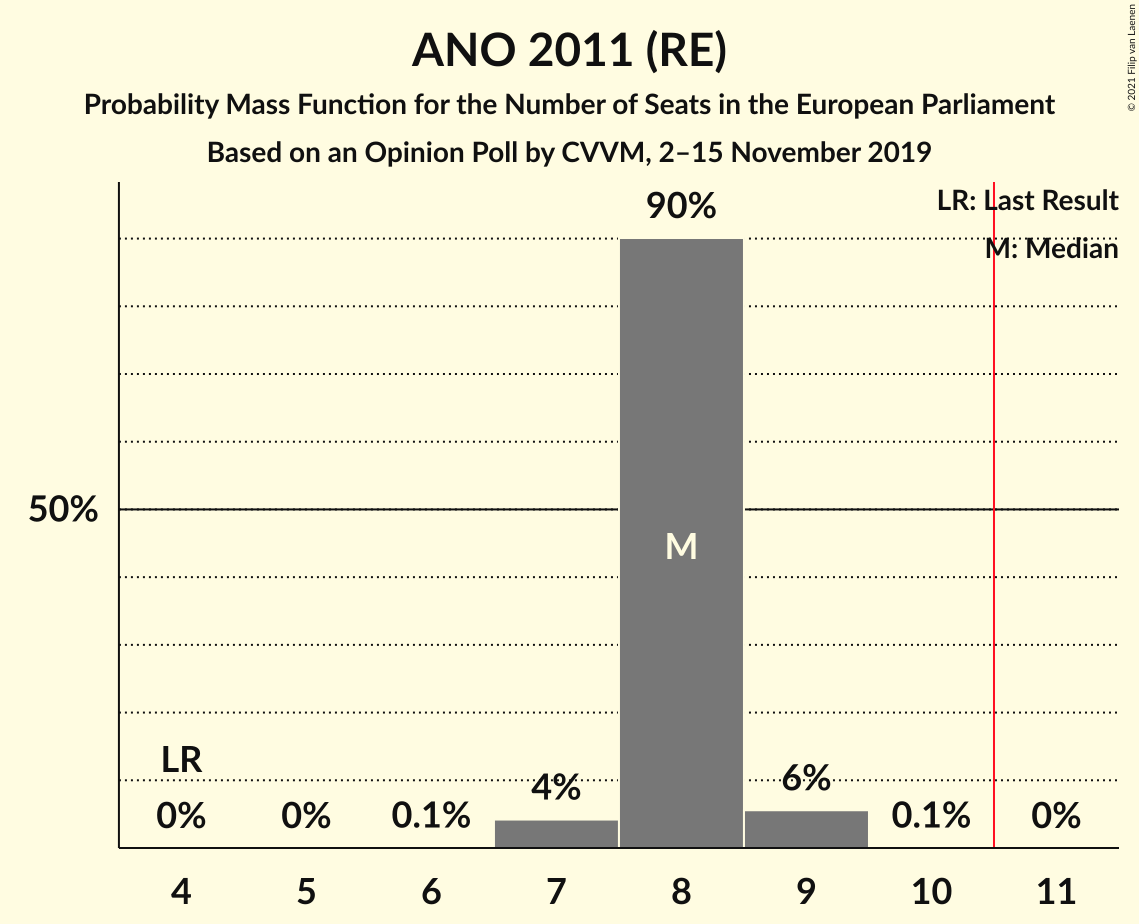 ANO 2011 (RE)
Probability Mass Function for the Number of Seats in the European Parliament
Based on an Opinion Poll by CVVM, 2–15 November 2019
© 2021 Filip van Laenen
LR: Last Result
M: Median
90%
50%
M
LR
0%
0%
0.1%
4%
6%
0.1%
0%
4 5 6 7 8 9 10 11